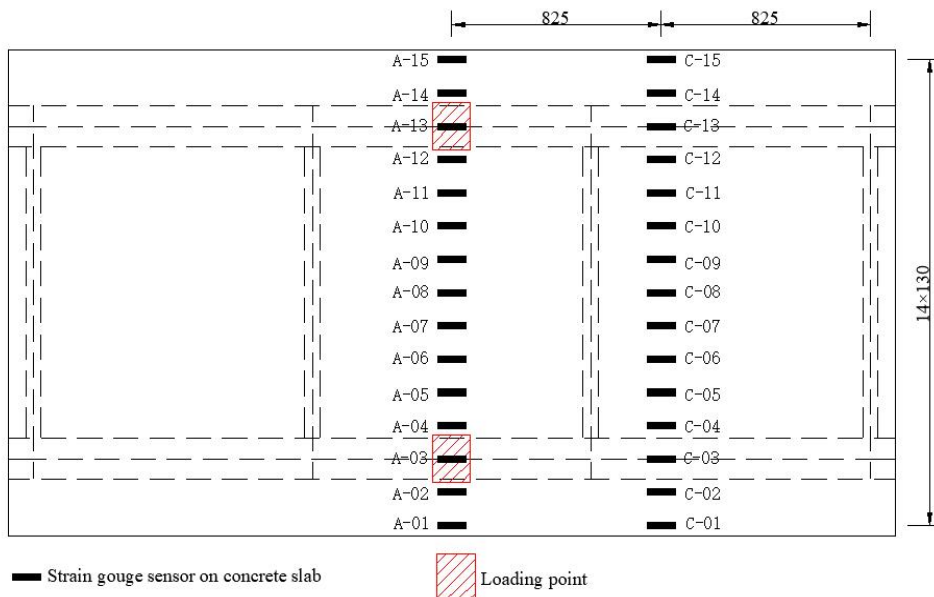 825 825
A-15 C-15
A-14 C-14
A-13 C-13
A-12 C-12
A-11 C-11
A-10 C-10
A-09 C-09
A-08 C-08
A-07 C-07
A-06 C-06
A-05 C-05
A-04 C-04
A-03 C-03
A-02 C-02
A-01 C-01
14×130
Strain gouge sensor on concrete slab
Loading point